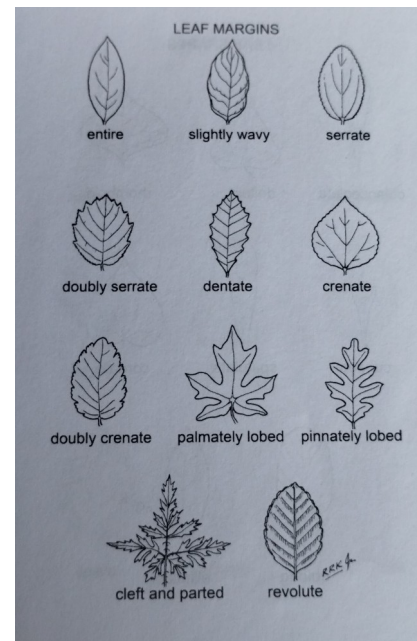 LEAF MARGINS
entire
slightly wavy
serrate
doubly serrate
dentate
crenate
doubly crenate
palmately lobed
pinnately lobed
cleft and parted
revolute